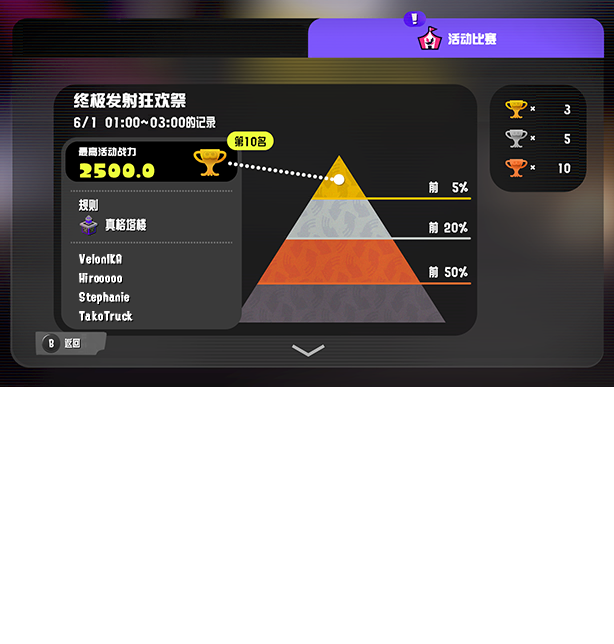 !
活动比赛
终极发射狂欢祭
6/1 01:00~03:00的记录
第10名
最高活动战力
2500.0
规则
真格塔楼
VelonIKA
Hirooooo
Stephanie
TakoTruck
前 5%
前 20%
前 50%
× 3
× 5
× 10
B 返回